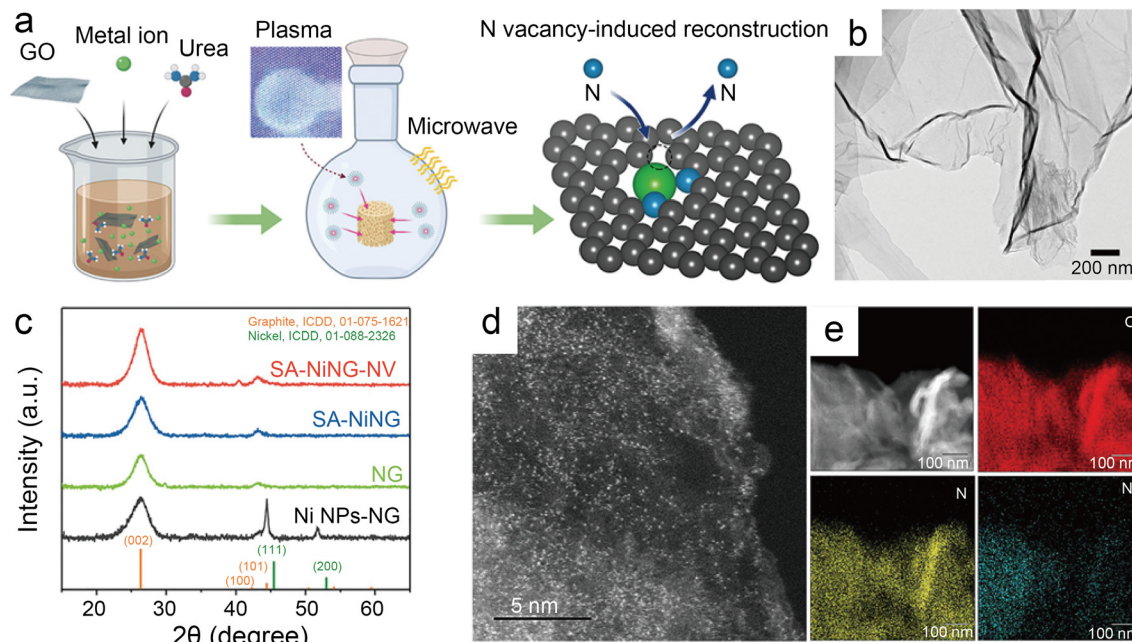 a
GO
Metal ion
Urea
Plasma
Microwave
N vacancy-induced reconstruction
N
N
b
200 nm
c
Graphite, ICDD, 01-075-1621
Nickel, ICDD, 01-088-2326
SA-NiNG-NV
SA-NiNG
NG
Ni NPs-NG
(002)
(111)
(101)
(100)
(200)
20 30 40 50 60
2θ (degree)
Intensity (a.u.)
d
5 nm
e
100 nm
100 nm
N
100 nm
100 nm